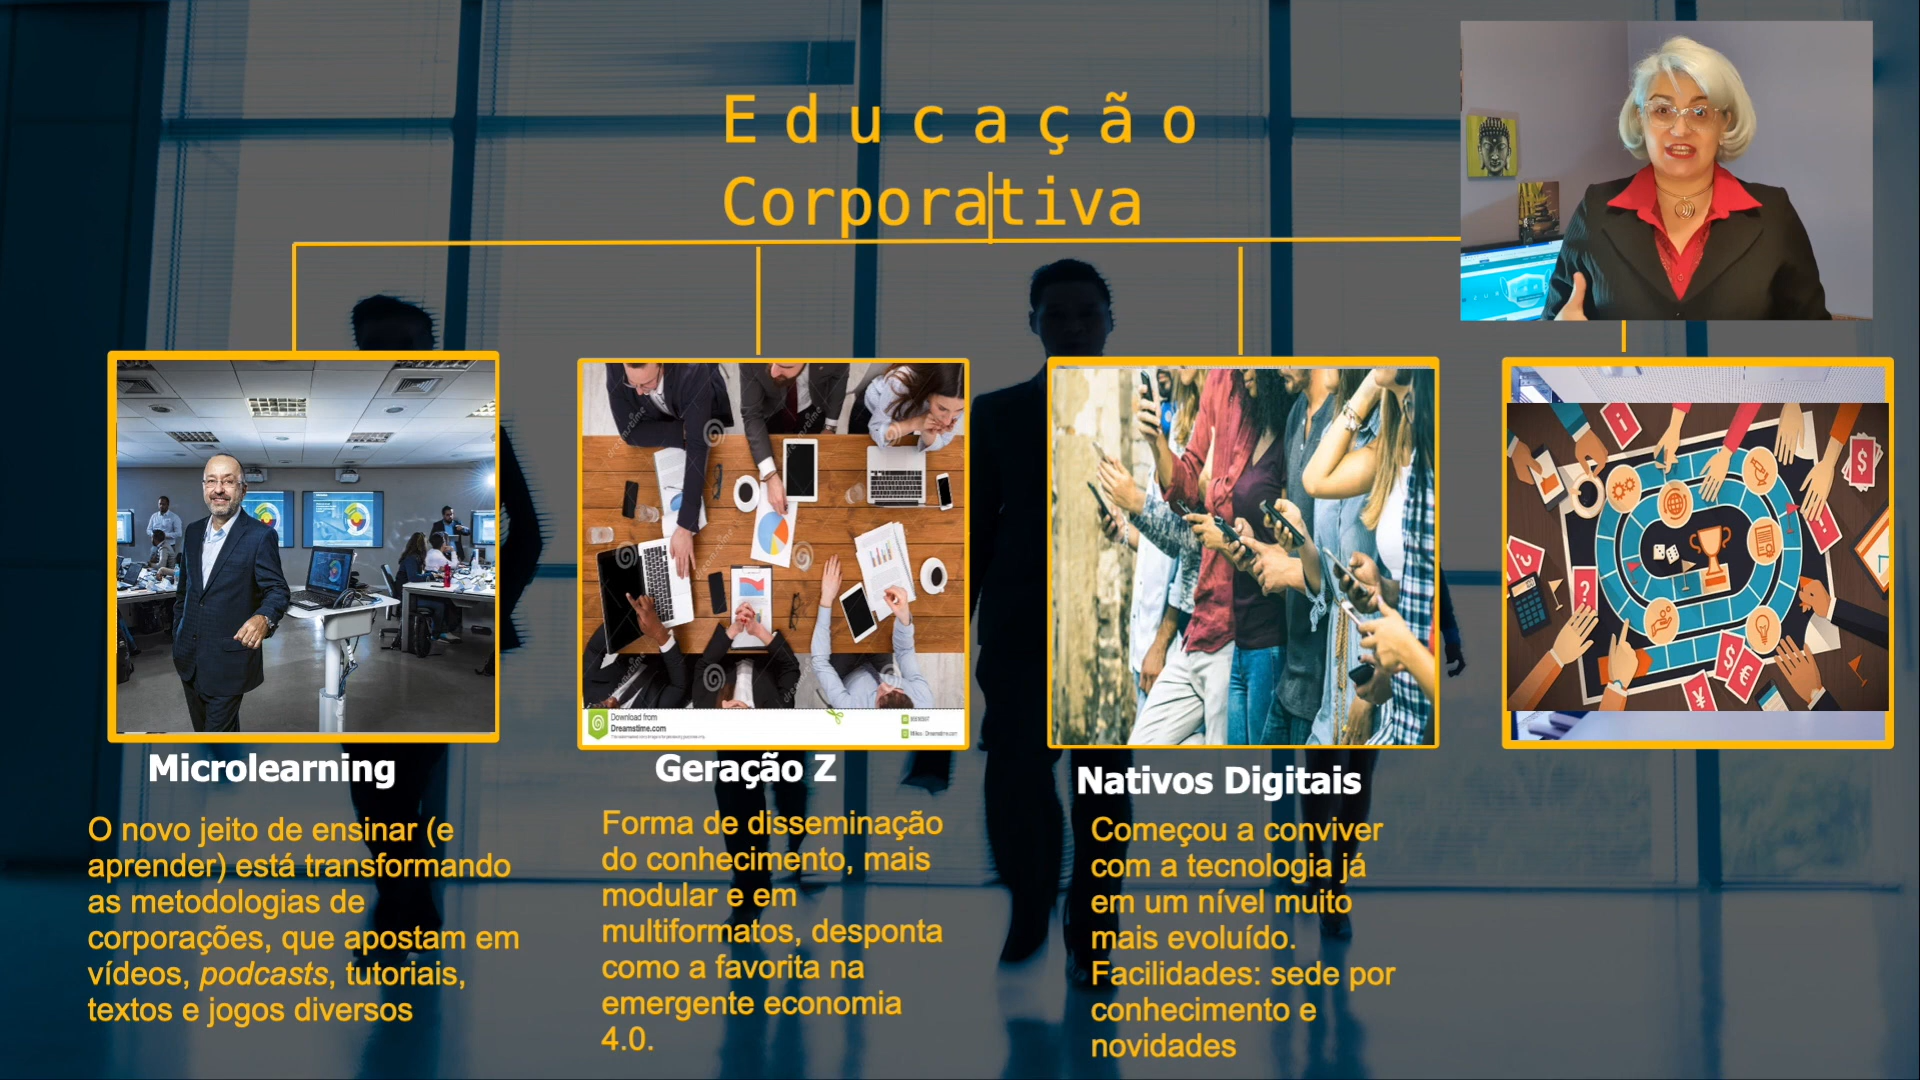 Educação
Corporativa
Download from
Dreamstime.com
Microlearning
O novo jeito de ensinar (e
aprender) está transformando
as metodologias de
corporações, que apostam em
vídeos, podcasts, tutoriais,
textos e jogos diversos
Geração Z
Forma de disseminação
do conhecimento, mais
modular e em
multiformatos, desponta
como a favorita na
emergente economia
4.0.
Nativos Digitais
Começou a conviver
com a tecnologia já
em um nível muito
mais evoluído.
Facilidades: sede por
conhecimento e
novidades